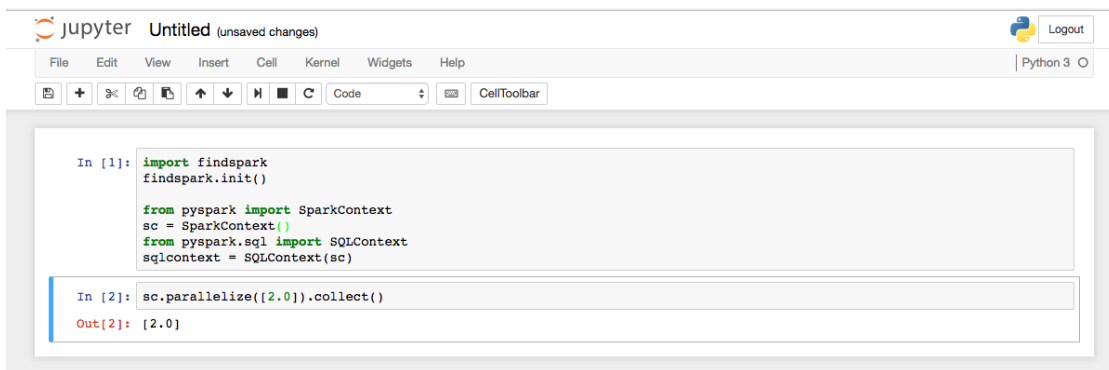 jupyter Untitled (unsaved changes) Logout
File Edit View Insert Cell Kernel Widgets Help Python 3
Code CellToolbar
In [1]: import findspark
findspark.init()
from pyspark import SparkContext
sc = SparkContext()
from pyspark.sql import SQLContext
sqlcontext = SQLContext(sc)
In [2]: sc.parallelize([2.0]).collect()
Out[2]: [2.0]